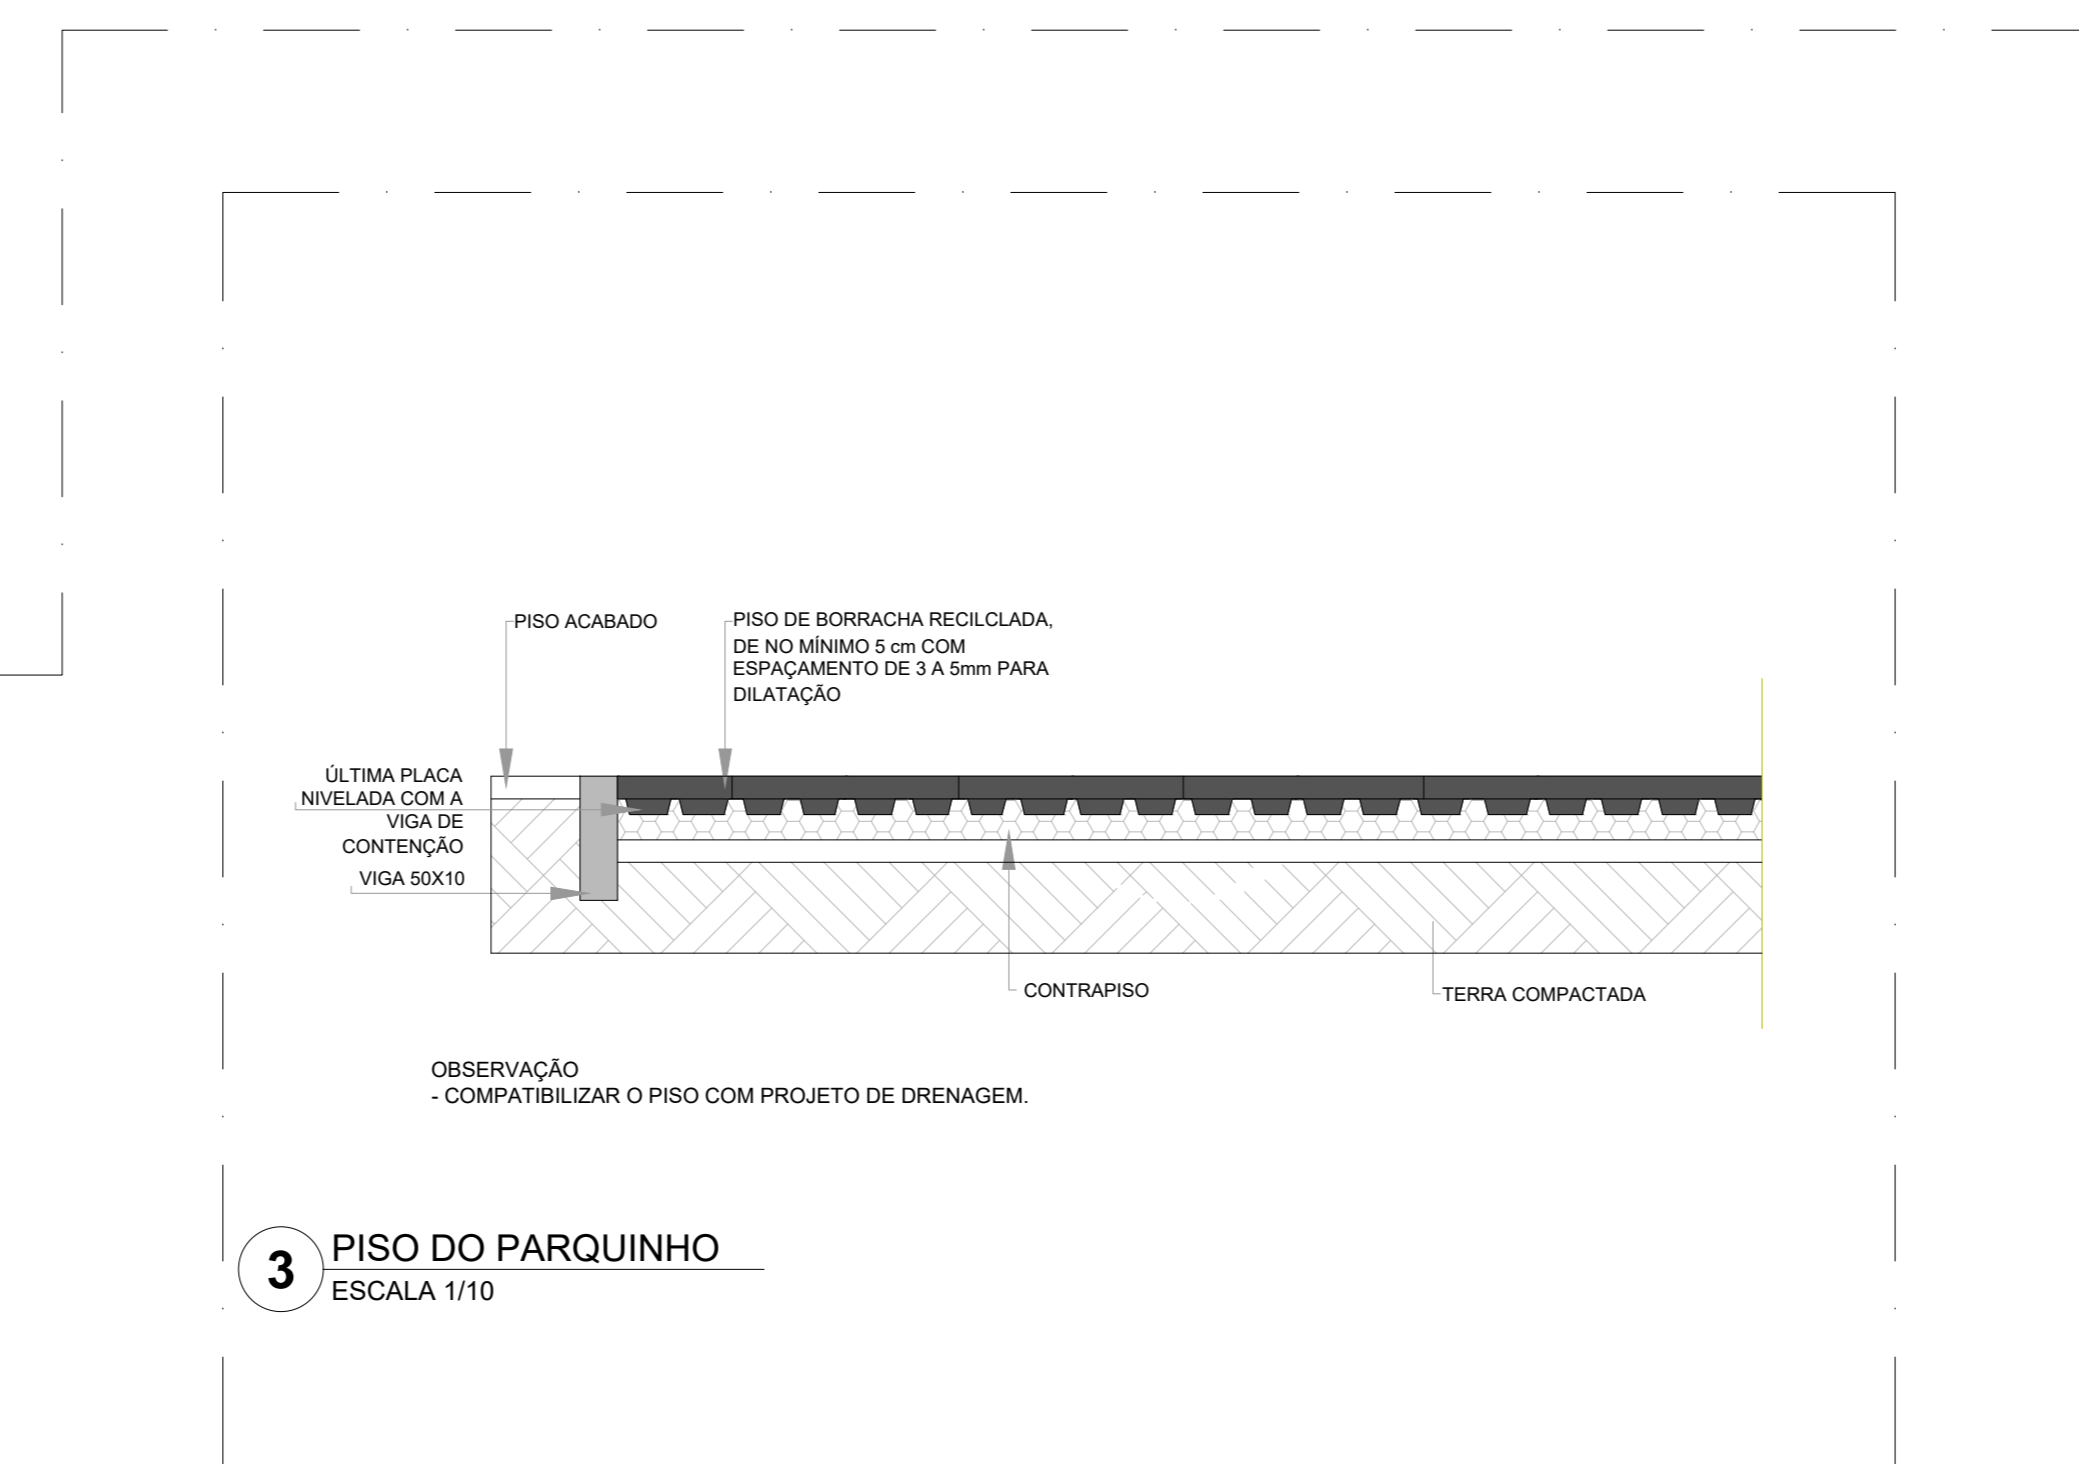 PISO ACABADO
PISO DE BORRACHA RECILCLADA,
DE NO MÍNIMO 5 cm COM
ESPAÇAMENTO DE 3 A 5mm PARA
DILATAÇÃO
ÚLTIMA PLACA
NIVELADA COM A
VIGA DE
CONTENÇÃO
VIGA 50X10
CONTRAPISO
TERRA COMPACTADA
OBSERVAÇÃO
- COMPATIBILIZAR O PISO COM PROJETO DE DRENAGEM.
3 PISO DO PARQUINHO
ESCALA 1/10